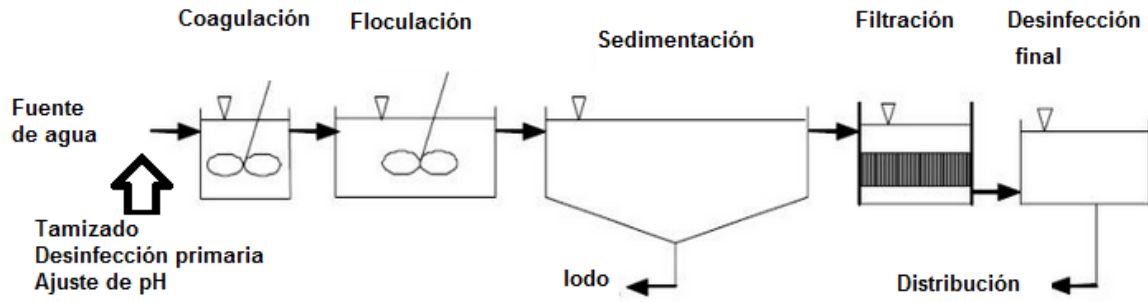 Coagulación
Floculación
Sedimentación
Filtración
Desinfección
final
Fuente
de agua
Tamizado
Desinfección primaria
Ajuste de pH
lodo
Distribución